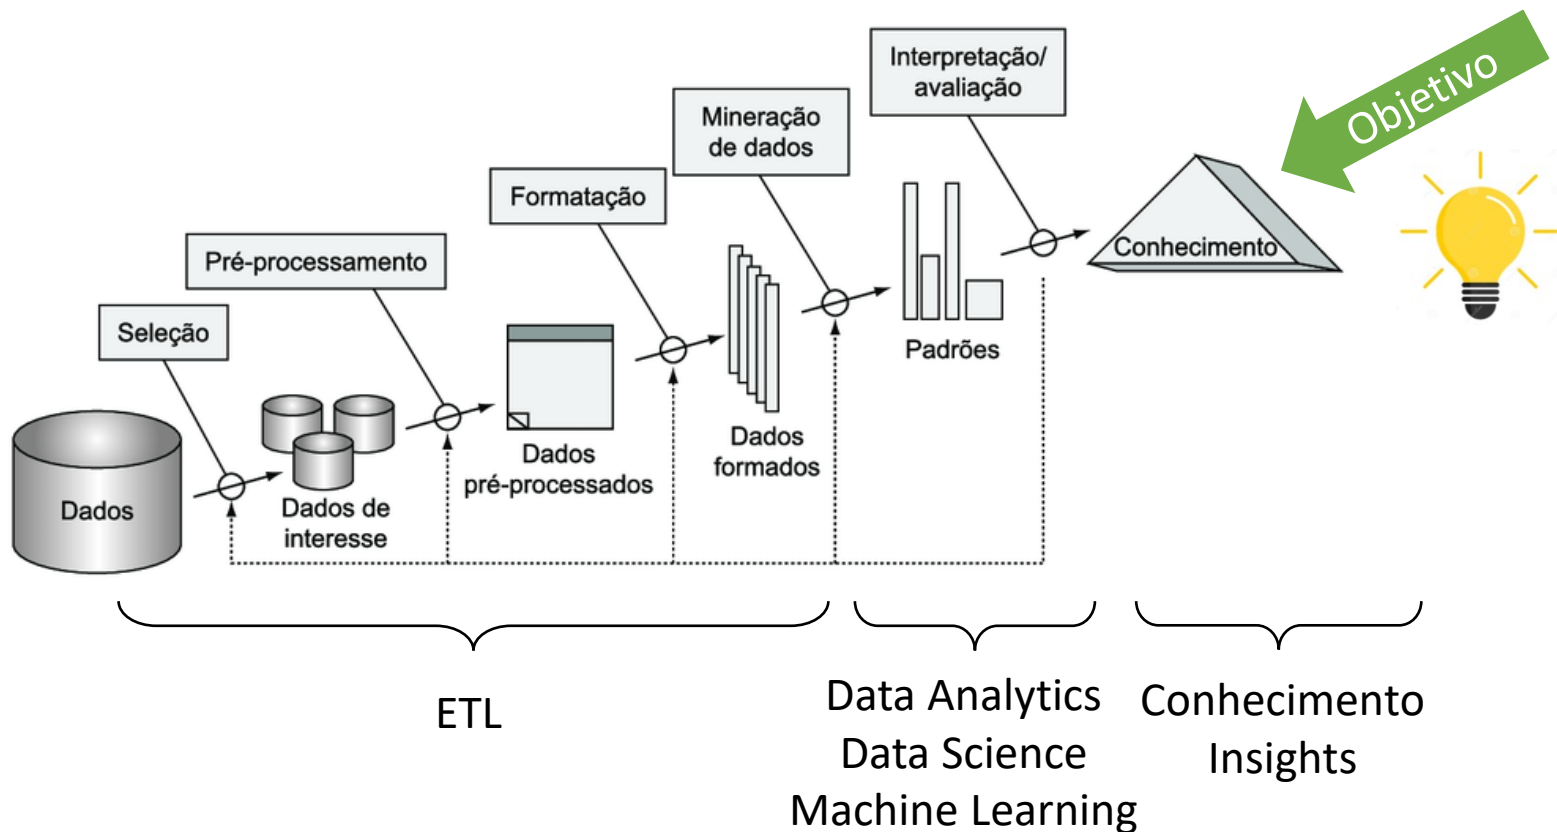 Interpretação/
avaliação
Objetivo
Mineração
de dados
Formatação
Conhecimento
Pré-processamento
Seleção
Padrões
Dados
formados
Dados
pré-processados
Dados de
interesse
Dados
ETL
Data Analytics
Data Science
Machine Learning
Conhecimento
Insights